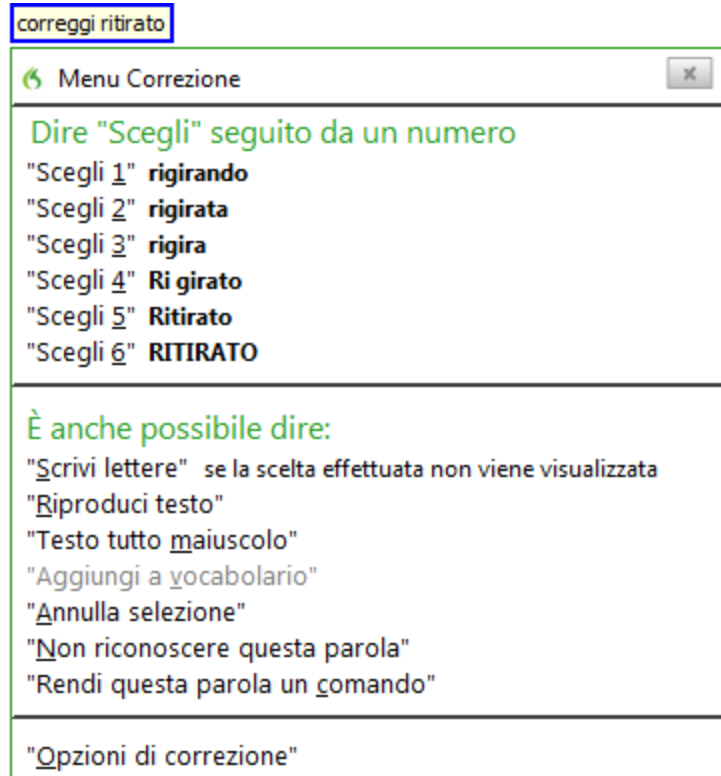 correggi ritirato
Menu Correzione
Dire "Scegli" seguito da un numero
"Scegli 1" rigirando
"Scegli 2" rigirata
"Scegli 3" rigira
"Scegli 4" Ri girato
"Scegli 5" Ritirato
"Scegli 6" RITIRATO
È anche possibile dire:
"Scrivi lettere" se la scelta effettuata non viene visualizzata
"Riproduci testo"
"Testo tutto maiuscolo"
"Aggiungi a vocabolario"
"Annulla selezione"
"Non riconoscere questa parola"
"Rendi questa parola un comando"
"Opzioni di correzione"